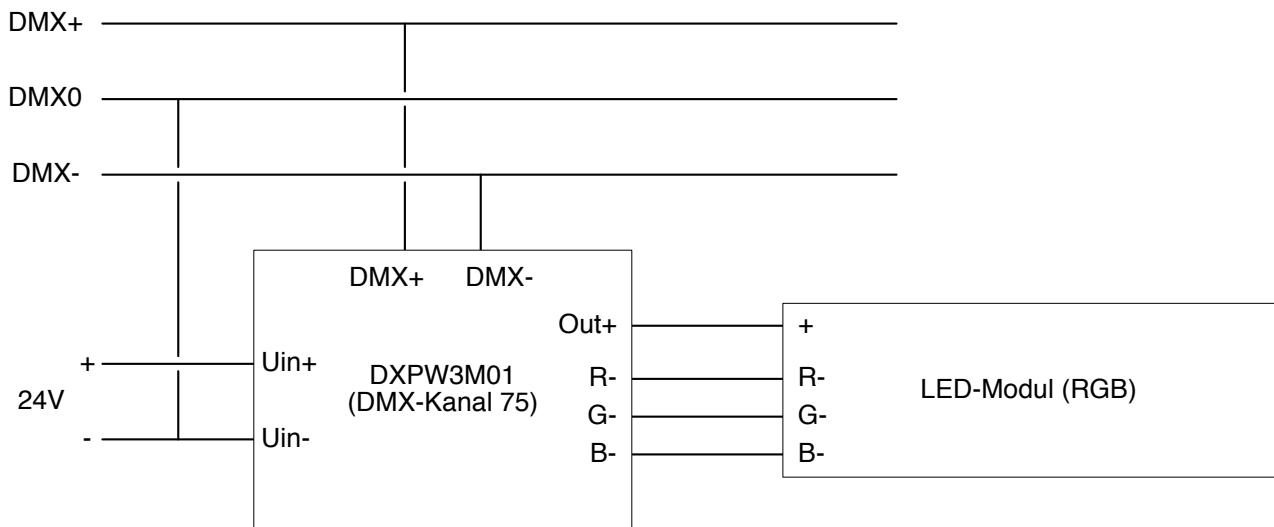 DMX+
DMX0
DMX-
DMX+ DMX-
Out+ +
+ Uin+
DXPW3M01
(DMX-Kanal 75)
R- R-
LED-Modul (RGB)
24V
G- G-
- Uin-
B- B-